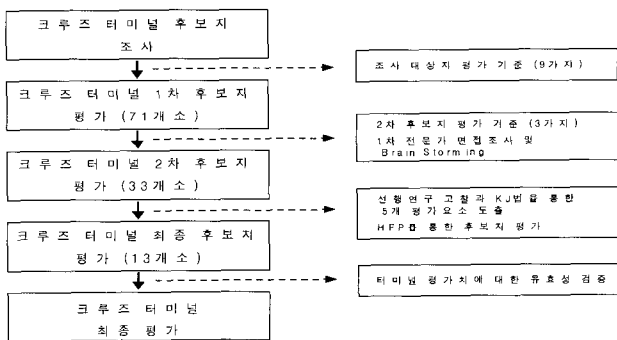 크루즈 터미널 후보지
조사
조사 대상지 평가 기준 (9가지)
크루즈 터미널 1차 후보지
평가 (71개소)
2차 후보지 평가 기준 (3가지)
1차 전문가 면접조사 및
Brain Storming
크루즈 터미널 2차 후보지
평가 (33개소)
선행연구 고찰과 KJ법을 통한
5개 평가요소 도출
HFP를 통한 후보지 평가
크루즈 터미널 최종 후보지
평가 (13개소)
터미널 평가치에 대한 유효성 검증
크루즈 터미널
최종 평가